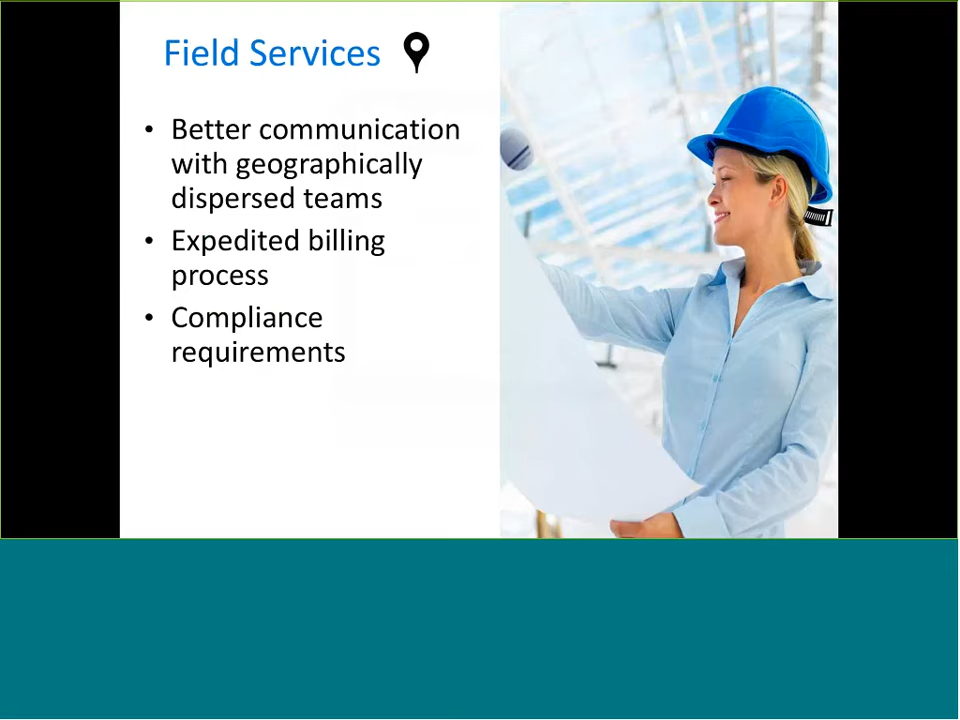 Field Services
• Better communication
with geographically
dispersed teams
• Expedited billing
process
• Compliance
requirements